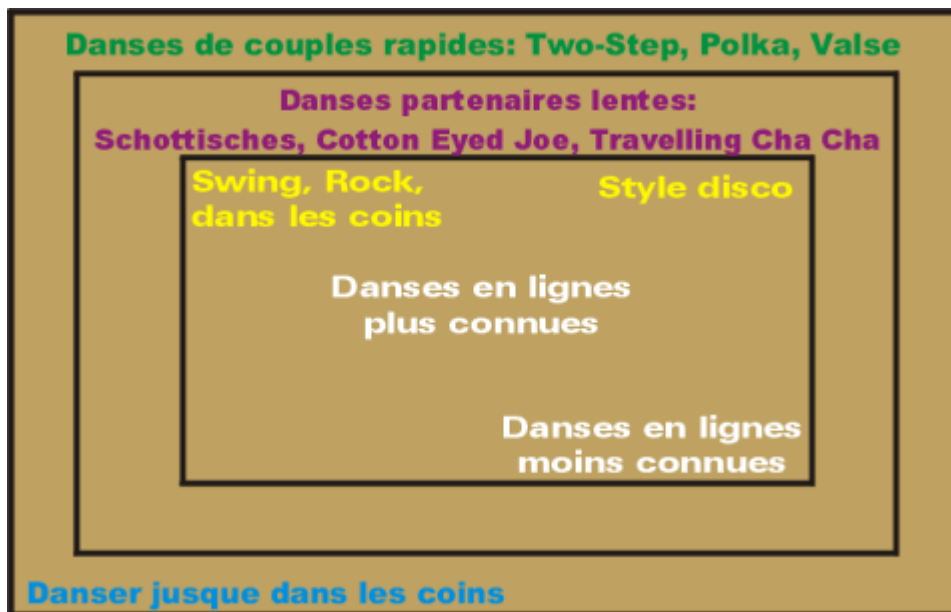 Danses de couples rapides: Two-Step, Polka, Valse
Danses partenaires lentes:
Schottisches, Cotton Eyed Joe, Travelling Cha Cha
Swing, Rock,
dans les coins
Style disco
Danses en lignes
plus connues
Danses en lignes
moins connues
Danser jusque dans les coins